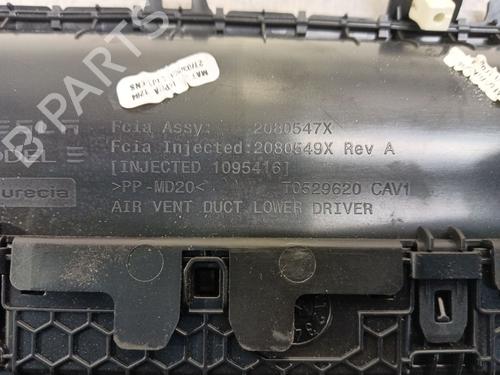 B-PARTS
Fcia Assy: 2080547X
Fcia Injected:2080549X Rev A
[INJECTED 1095416]
>PP-MD20< T0529620 CAV1
AIR VENT DUCT LOWER DRIVER
urecia